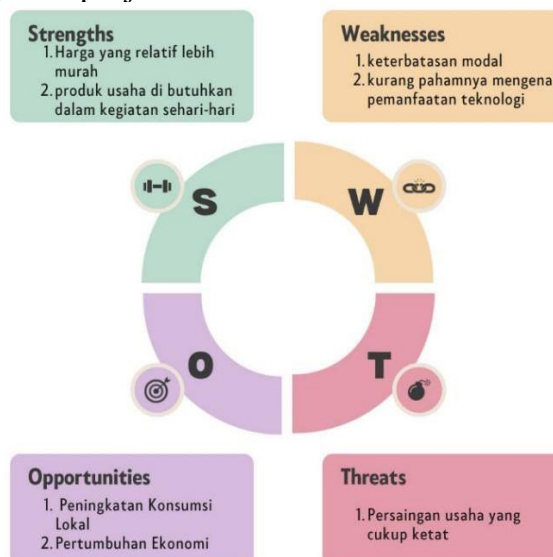 Strengths
1.Harga yang relatif lebih
murah
2.produk usaha di butuhkan
dalam kegiatan sehari-hari
Weaknesses
1.keterbatasan modal
2.kurang pahamnya mengena
pemanfaatan teknologi
S
W
O
T
Opportunities
1. Peningkatan Konsumsi
Lokal
2.Pertumbuhan Ekonomi
Threats
1.Persaingan usaha yang
cukup ketat